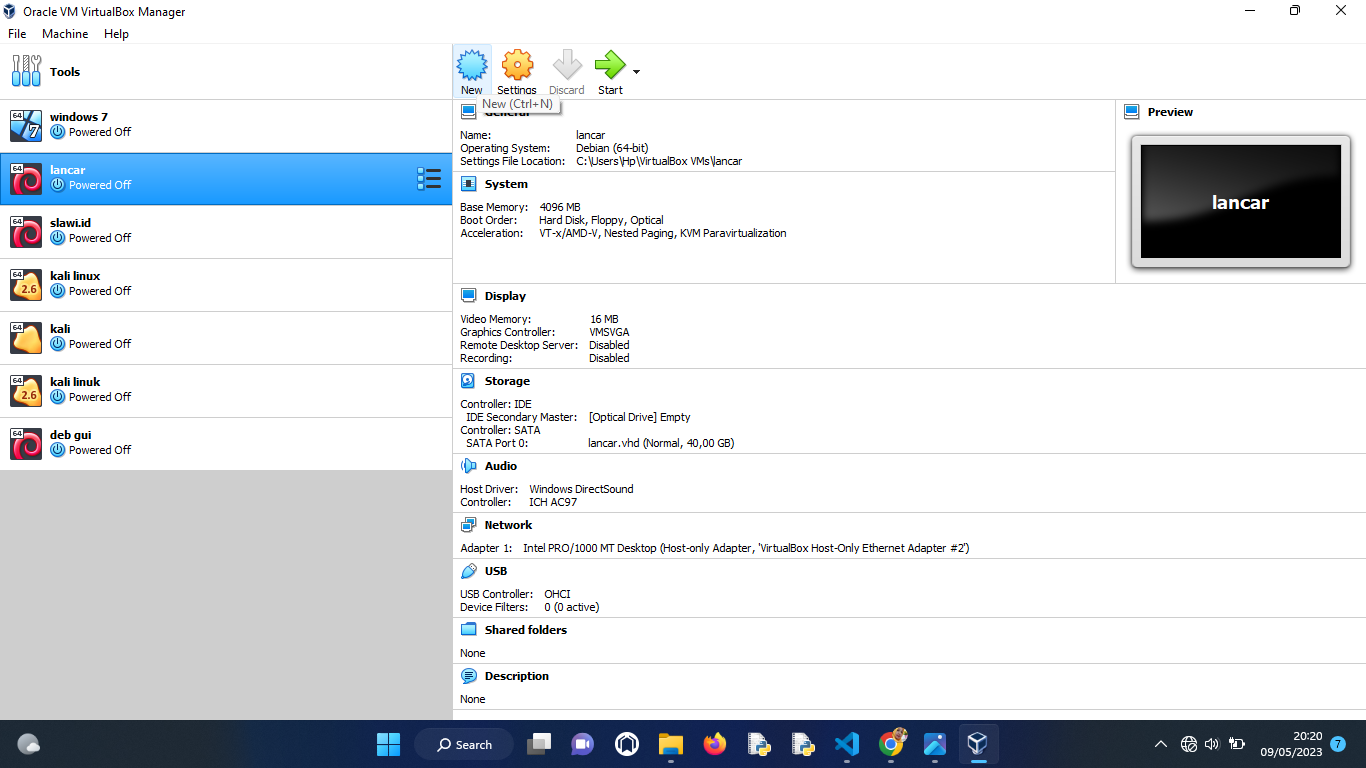 Oracle VM VirtualBox Manager
File Machine Help
Tools
New Settings Discard Start
New (Ctrl+N)
64 7 windows 7
Powered Off
64 lancar
Powered Off
64 slawi.id
Powered Off
64 2.6 kali linux
Powered Off
64 kali
Powered Off
64 2.6 kali linuk
Powered Off
64 deb gui
Powered Off
General
Name: lancar
Operating System: Debian (64-bit)
Settings File Location: C:\Users\Hp\VirtualBox VMs\lancar
Preview
lancar
System
Base Memory: 4096 MB
Boot Order: Hard Disk, Floppy, Optical
Acceleration: VT-x/AMD-V, Nested Paging, KVM Paravirtualization
Display
Video Memory: 16 MB
Graphics Controller: VMSVGA
Remote Desktop Server: Disabled
Recording: Disabled
Storage
Controller: IDE
IDE Secondary Master: [Optical Drive] Empty
Controller: SATA
SATA Port 0: lancar.vhd (Normal, 40,00 GB)
Audio
Host Driver: Windows DirectSound
Controller: ICH AC97
Network
Adapter 1: Intel PRO/1000 MT Desktop (Host-only Adapter, 'VirtualBox Host-Only Ethernet Adapter #2')
USB
USB Controller: OHCI
Device Filters: 0 (0 active)
Shared folders
None
Description
None
Search
20:20
09/05/2023
7